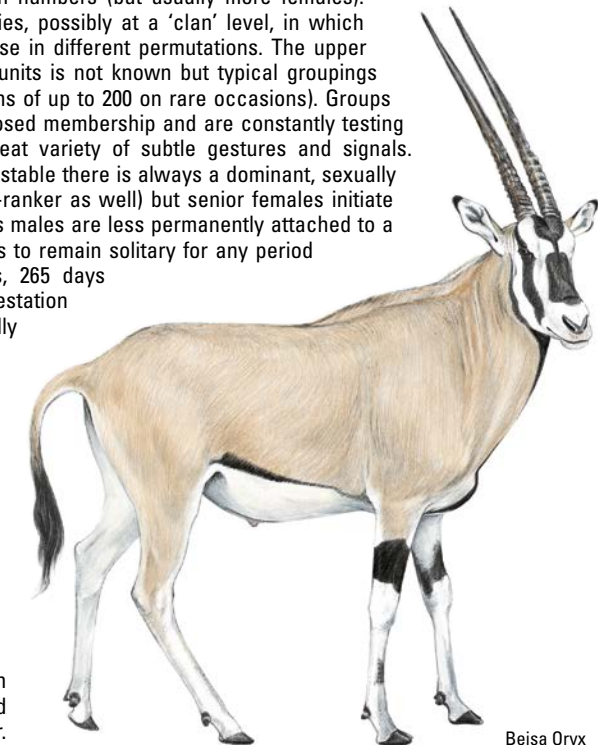 numbers (but usually more females).
ies, possibly at a ‘clan’ level, in which
se in different permutations. The upper
units is not known but typical groupings
ns of up to 200 on rare occasions). Groups
osed membership and are constantly testing
eat variety of subtle gestures and signals.
stable there is always a dominant, sexually
-ranker as well) but senior females initiate
s males are less permanently attached to a
s to remain solitary for any period
s, 265 days
estation
lly
n
d
r.
Beisa Oryx